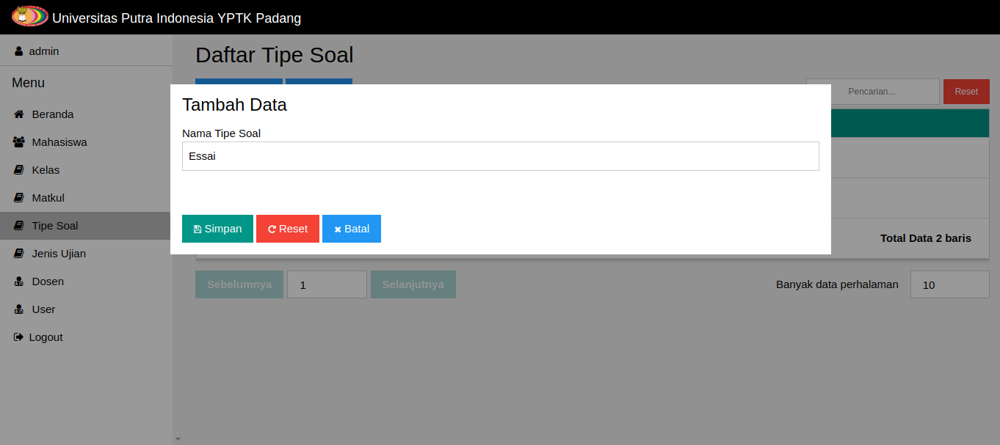 Universitas Putra Indonesia YPTK Padang
admin
Menu
Beranda
Mahasiswa
Kelas
Matkul
Tipe Soal
Jenis Ujian
Dosen
User
Logout
Daftar Tipe Soal
Pencarian...
Reset
Tambah Data
Nama Tipe Soal
Essai
Simpan
Reset
Batal
Total Data 2 baris
Sebelumnya
1
Selanjutnya
Banyak data perhalaman
10